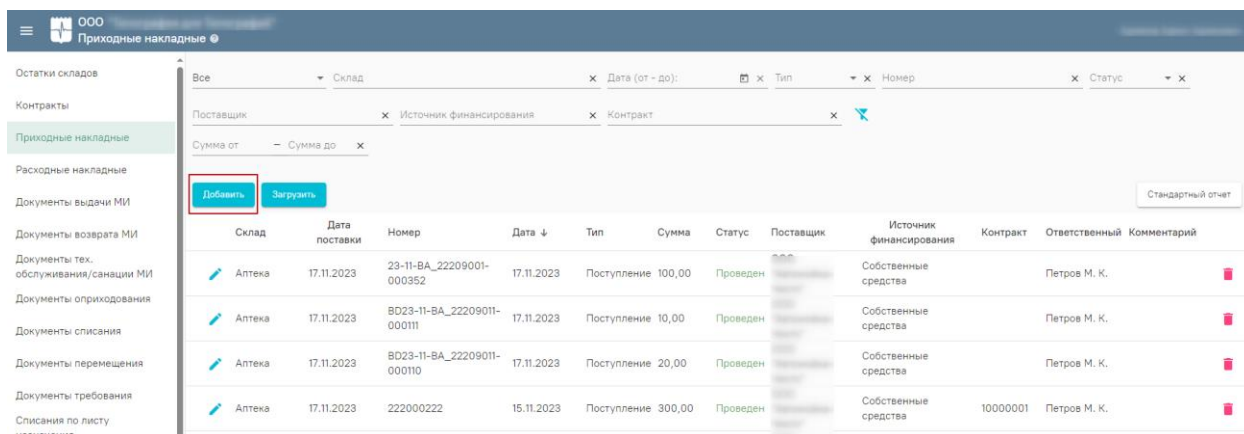 ООО
Приходные накладные
Остатки складов
Контракты
Приходные накладные
Расходные накладные
Документы выдачи МИ
Документы возврата МИ
Документы тех.
обслуживания/санации МИ
Документы оприходования
Документы списания
Документы перемещения
Документы требования
Списания по листу
Все Склад Дата (от - до): Тип Номер Статус
Поставщик Источник финансирования Контракт
Сумма от – Сумма до
Добавить Загрузить Стандартный отчет
Склад Дата поставки Номер Дата ↓ Тип Сумма Статус Поставщик Источник финансирования Контракт Ответственный Комментарий
Аптека 17.11.2023 23-11-BA_22209001-000352 17.11.2023 Поступление 100,00 Проведен Собственные средства Петров М. К.
Аптека 17.11.2023 BD23-11-BA_22209011-000111 17.11.2023 Поступление 10,00 Проведен Собственные средства Петров М. К.
Аптека 17.11.2023 BD23-11-BA_22209011-000110 17.11.2023 Поступление 20,00 Проведен Собственные средства Петров М. К.
Аптека 17.11.2023 222000222 15.11.2023 Поступление 300,00 Проведен Собственные средства 10000001 Петров М. К.